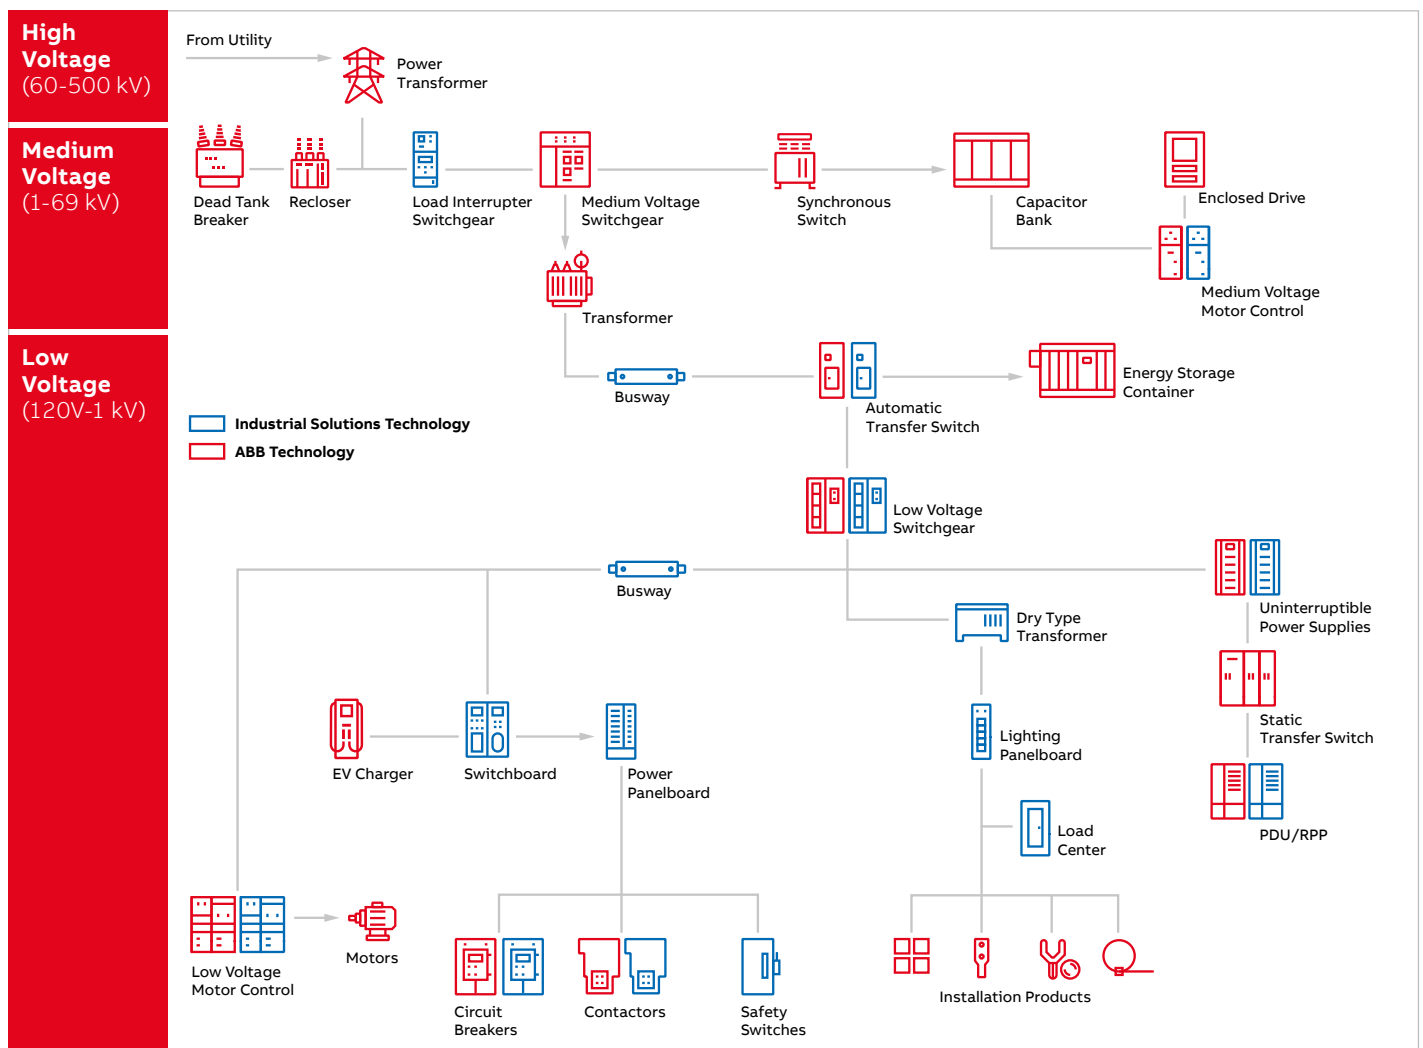 High
Voltage
(60-500 kV)
From Utility
Power
Transformer
Medium
Voltage
(1-69 kV)
Dead Tank
Breaker
Recloser
Load Interrupter
Switchgear
Medium Voltage
Switchgear
Synchronous
Switch
Capacitor
Bank
Enclosed Drive
Medium Voltage
Motor Control
Transformer
Low
Voltage
(120V-1 kV)
Busway
Automatic
Transfer Switch
Energy Storage
Container
Industrial Solutions Technology
ABB Technology
Low Voltage
Switchgear
Busway
Dry Type
Transformer
Uninterruptible
Power Supplies
Static
Transfer Switch
PDU/RPP
EV Charger
Switchboard
Power
Panelboard
Lighting
Panelboard
Load
Center
Low Voltage
Motor Control
Motors
Circuit
Breakers
Contactors
Safety
Switches
Installation Products